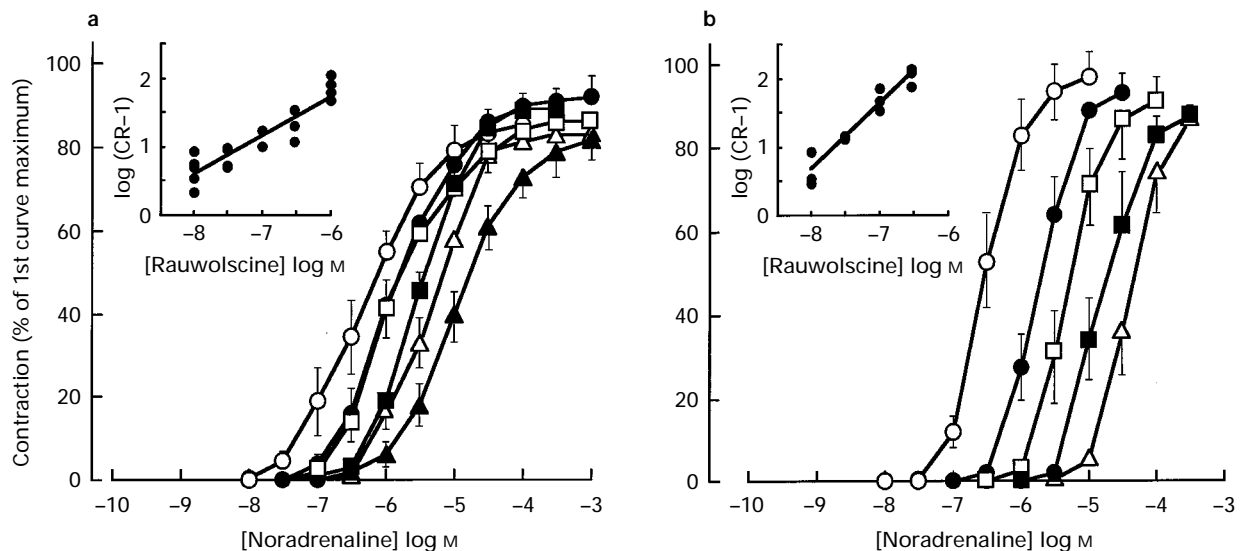 a
Contraction (% of 1st curve maximum)
100
80
60
40
20
0
–10 –9 –8 –7 –6 –5 –4 –3
[Noradrenaline] log M
log (CR–1)
2
1
0
–8 –7 –6
[Rauwolscine] log M
b
100
80
60
40
20
0
–10 –9 –8 –7 –6 –5 –4 –3
[Noradrenaline] log M
log (CR–1)
2
1
0
–8 –7 –6
[Rauwolscine] log M